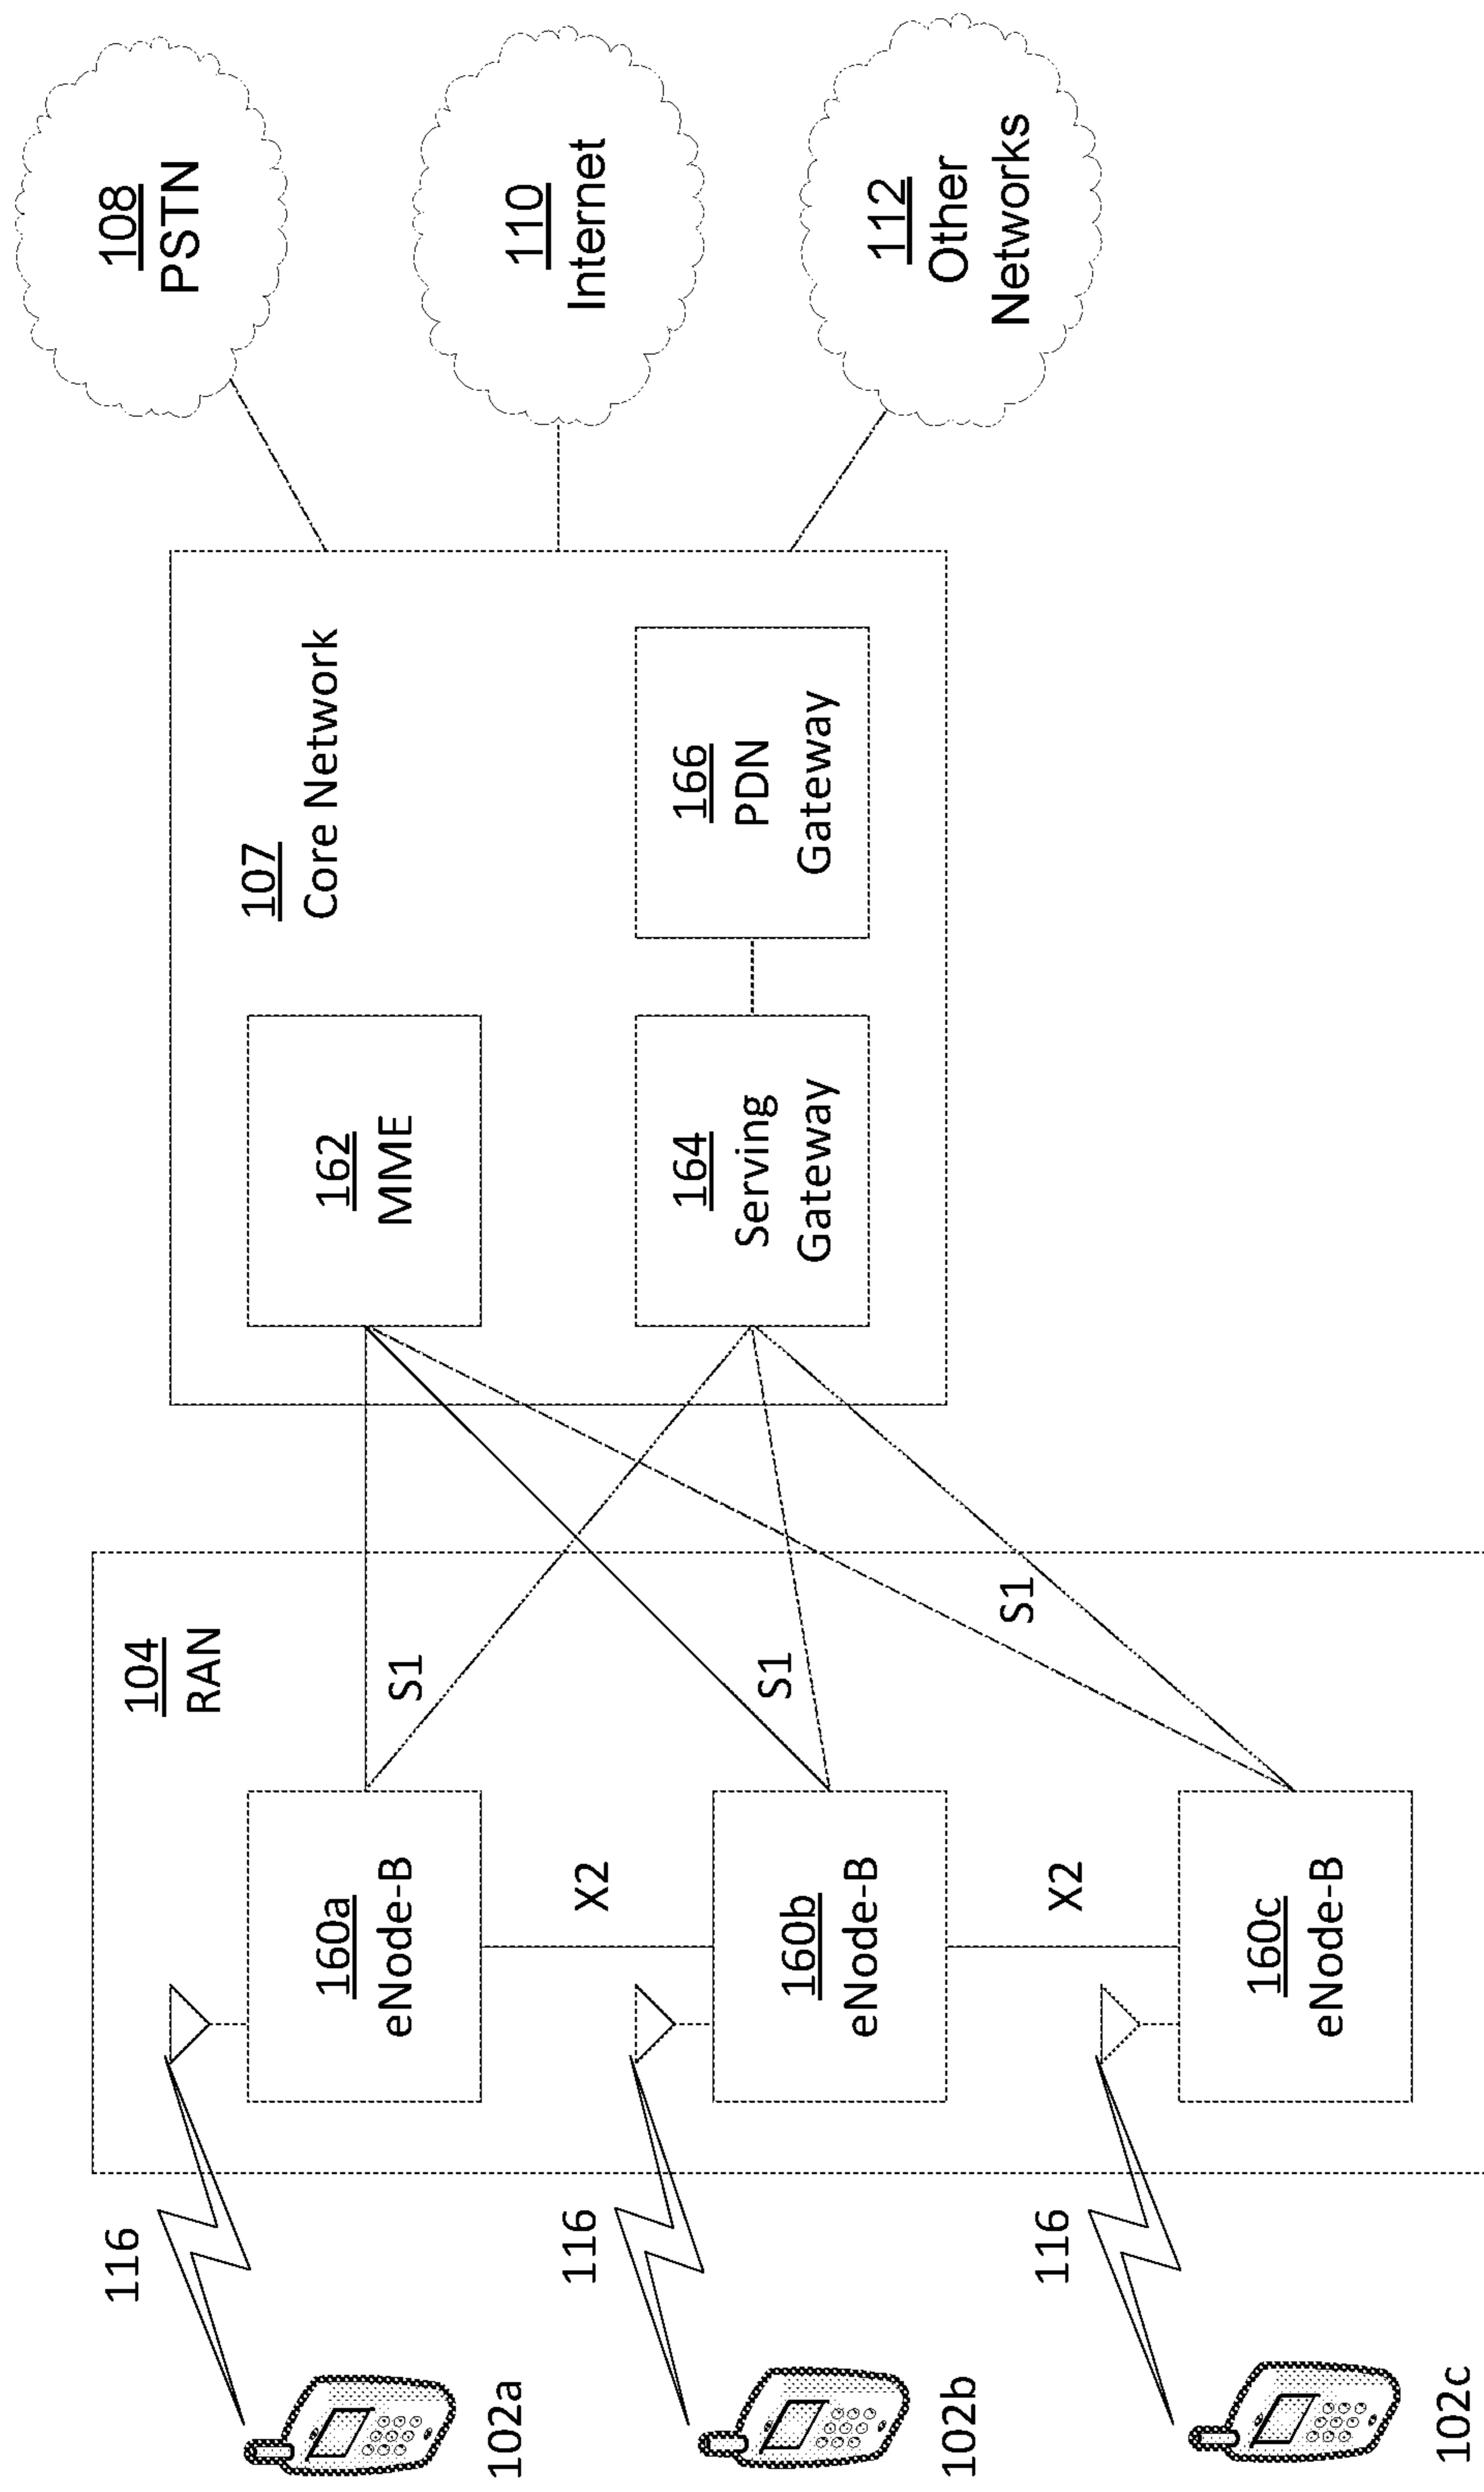 116
102a
116
102b
116
102c
104
RAN
160a
eNode-B
X2
160b
eNode-B
X2
160c
eNode-B
S1
S1
S1
107
Core Network
162
MME
164
Serving
Gateway
166
PDN
Gateway
108
PSTN
110
Internet
112
Other
Networks